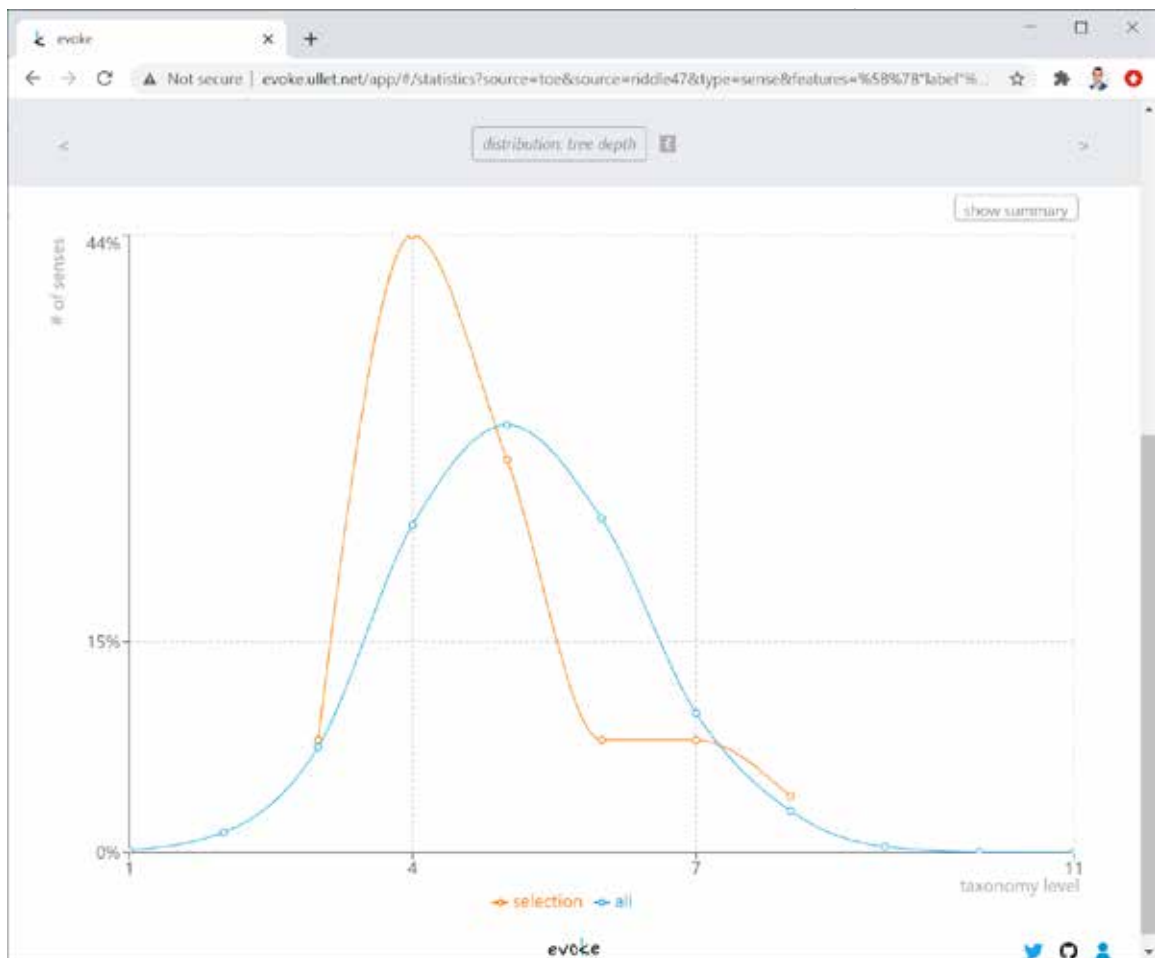 evoke
Not secure | evoke.ullet.net/app/#/statistics?source=toe&source=riddle47&type=sense&features=%5B%7B"label"%...
< distribution: tree depth >
show summary
# of senses
44%
15%
0%
1 4 7 11
taxonomy level
selection all
evoke